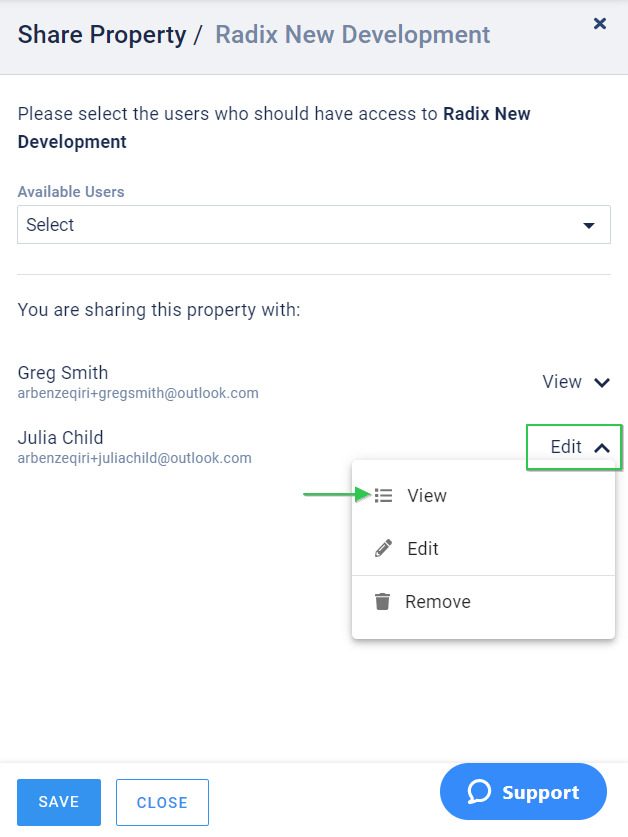 Share Property / Radix New Development
Please select the users who should have access to Radix New
Development
Available Users
Select
You are sharing this property with:
Greg Smith
View
arbenzeqiri+gregsmith@outlook.com
Julia Child
Edit
arbenzeqiri+juliachild@outlook.com
View
Edit
Remove
SAVE
CLOSE
Support